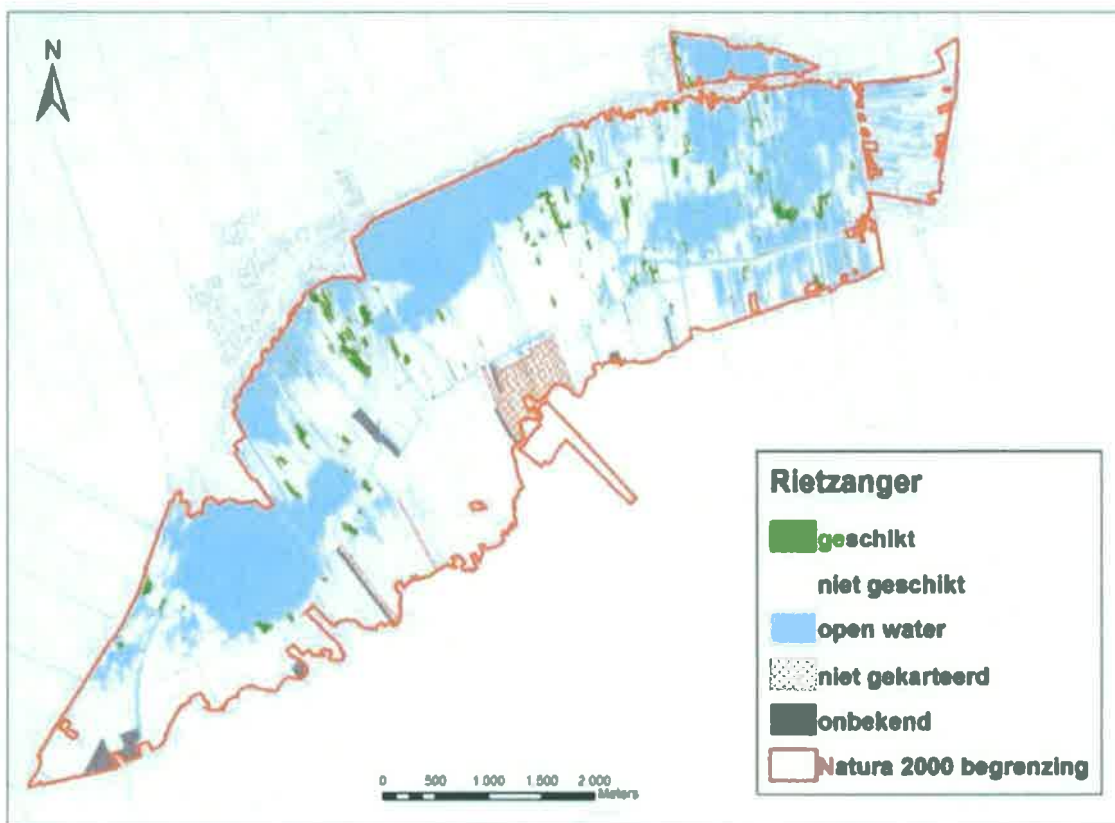 N
Rietzanger
geschikt
niet geschikt
open water
niet gekarteerd
onbekend
Natura 2000 begrenzing
0 500 1 000 1 500 2 000
Meters